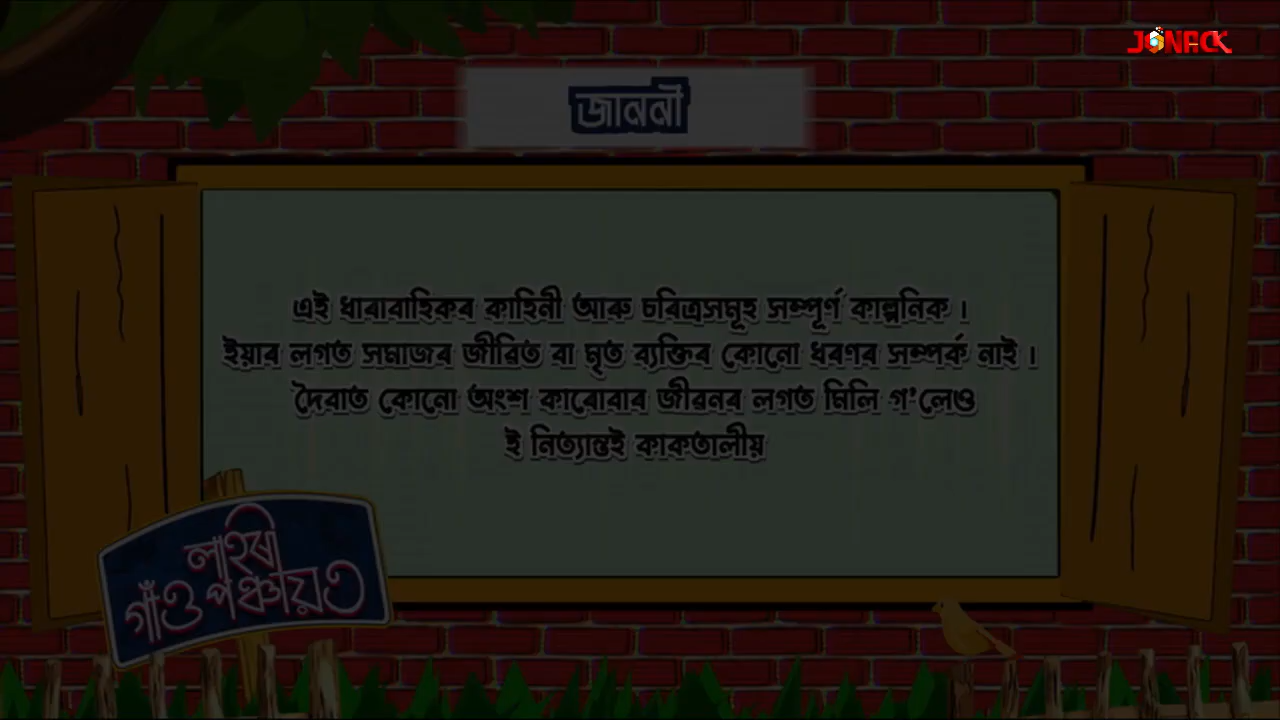 JONACK
জাননী
এই ধাৰাবাহিকৰ কাহিনী আৰু চৰিত্ৰসমূহ সম্পূৰ্ণ কাল্পনিক ।
ইয়াৰ লগত সমাজৰ জীৱিত বা মৃত ব্যক্তিৰ কোনো ধৰণৰ সম্পৰ্ক নাই ।
দৈৱাত কোনো অংশ কাৰোবাৰ জীৱনৰ লগত মিলি গ'লেও
ই নিত্যান্তই কাকতালীয়
লাহৰী
গাঁও পঞ্চায়ত